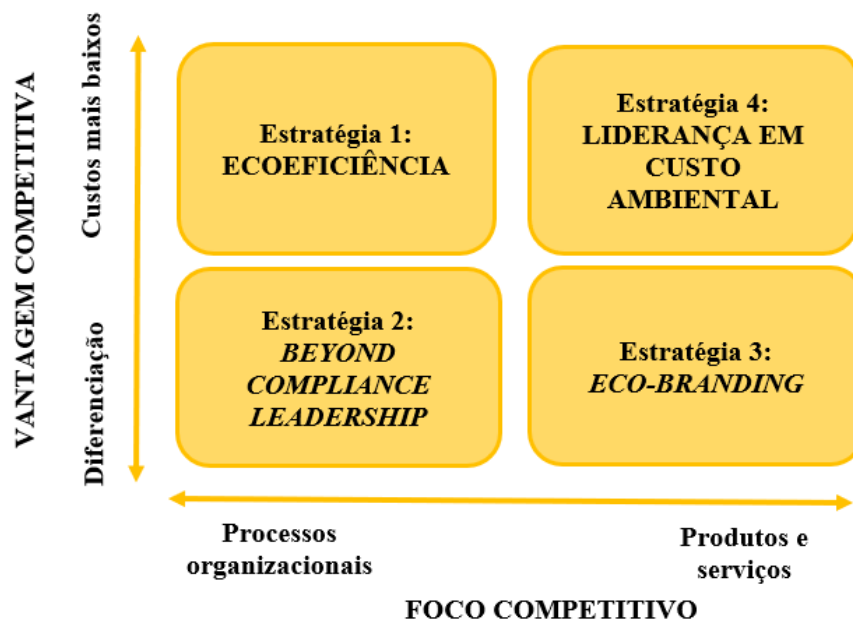 VANTAGEM COMPETITIVA
Custos mais baixos
Diferenciação
Estratégia 1:
ECOEFICIÊNCIA
Estratégia 4:
LIDERANÇA EM
CUSTO
AMBIENTAL
Estratégia 2:
BEYOND
COMPLIANCE
LEADERSHIP
Estratégia 3:
ECO-BRANDING
Processos
organizacionais
Produtos e
serviços
FOCO COMPETITIVO